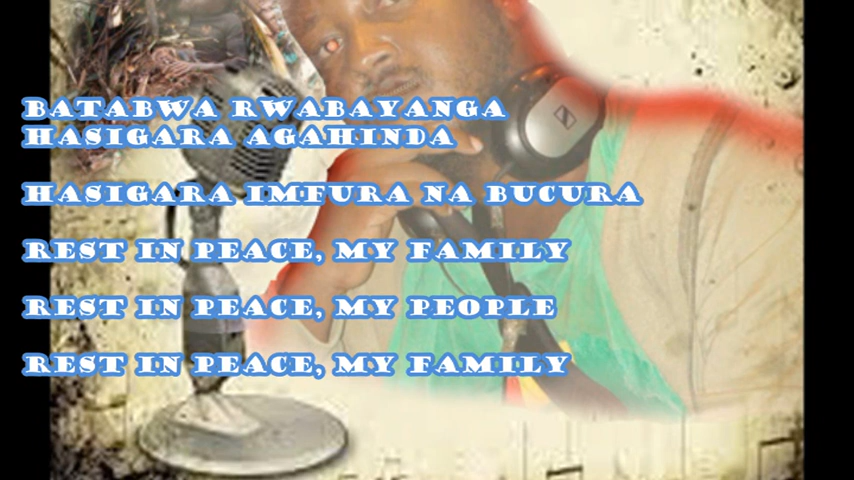 BATABWA RWABAYANGA
HASIGARA AGAHINDA
HASIGARA IMFURA NA BUCURA
REST IN PEACE, MY FAMILY
REST IN PEACE, MY PEOPLE
REST IN PEACE, MY FAMILY